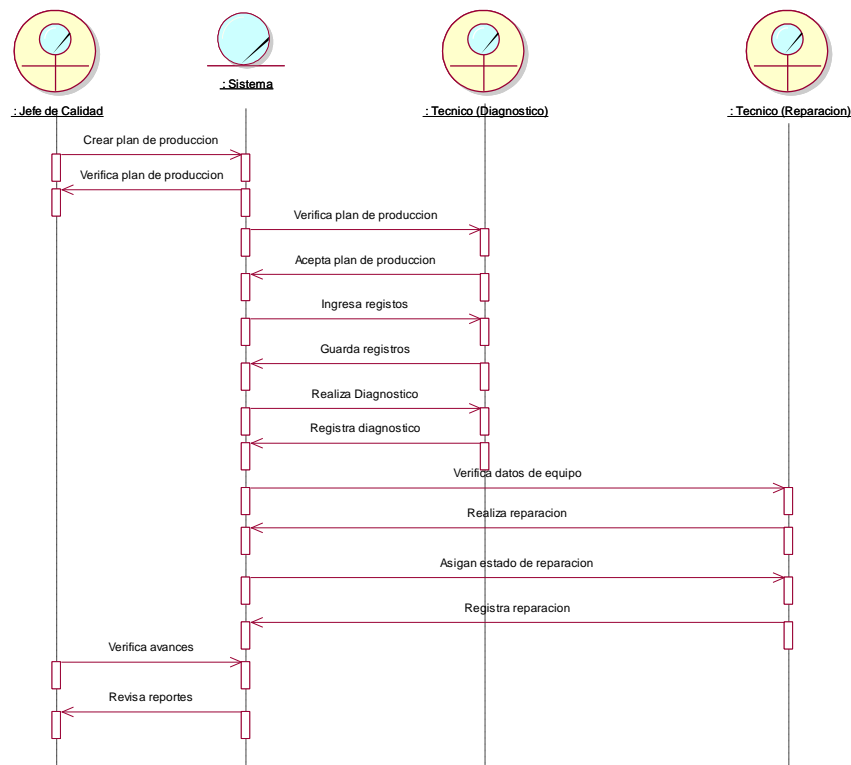 : Sistema
: Jefe de Calidad
: Tecnico (Diagnostico)
: Tecnico (Reparacion)
Crear plan de produccion
Verifica plan de produccion
Verifica plan de produccion
Acepta plan de produccion
Ingresa registos
Guarda registros
Realiza Diagnostico
Registra diagnostico
Verifica datos de equipo
Realiza reparacion
Asigan estado de reparacion
Registra reparacion
Verifica avances
Revisa reportes